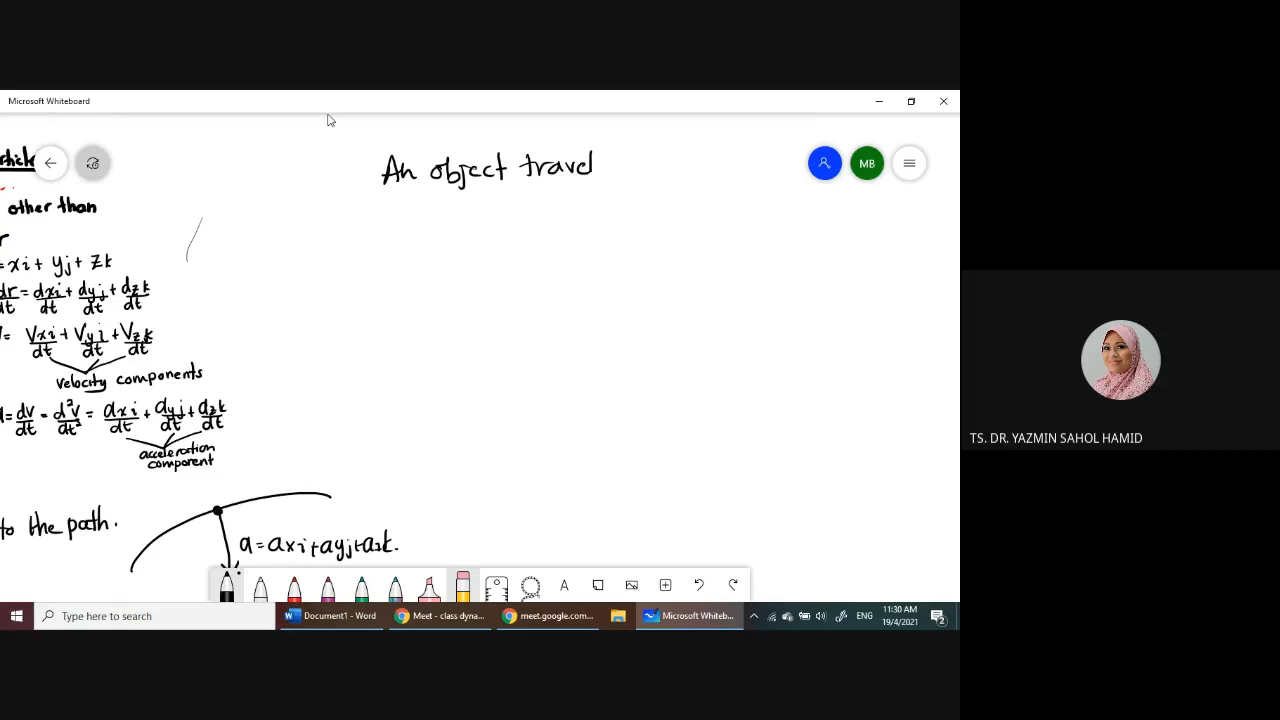 Microsoft Whiteboard
An object travel
MB
other than
r
= xi + yj + zk
dr/dt = dxi/dt + dyj/dt + dzk/dt
= Vxi/dt + Vyj/dt + Vzk/dt
velocity components
= dv/dt = d²v/dt² = axi/dt + ayj/dt + azk/dt
acceleration
component
to the path.
a = axi + ayj + azk.
TS. DR. YAZMIN SAHOL HAMID
A
Type here to search
Document1 - Word
Meet - class dyna...
meet.google.com...
Microsoft Whiteb...
ENG
11:30 AM
19/4/2021
2